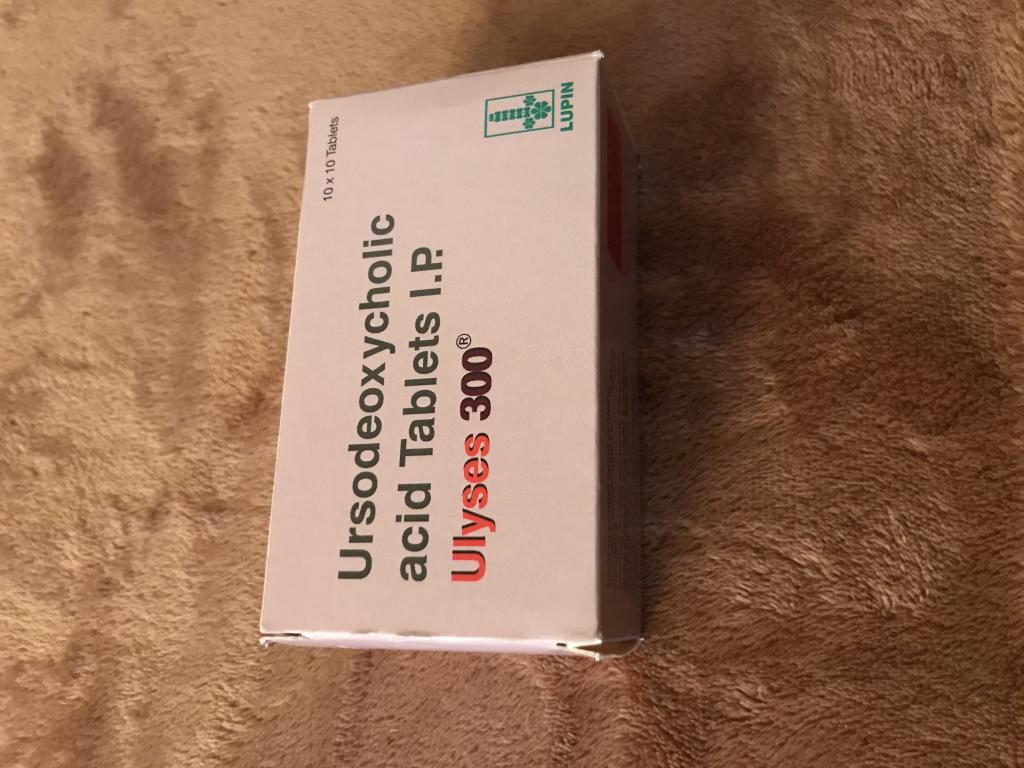 10 x 10 Tablets
Ursodeoxycholic
acid Tablets I.P.
Ulyses 300®
LUPIN